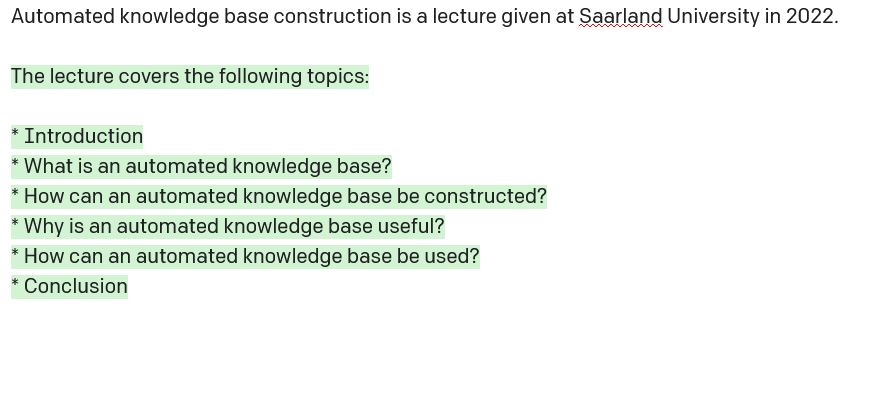 Automated knowledge base construction is a lecture given at Saarland University in 2022.
The lecture covers the following topics:
* Introduction
* What is an automated knowledge base?
* How can an automated knowledge base be constructed?
* Why is an automated knowledge base useful?
* How can an automated knowledge base be used?
* Conclusion